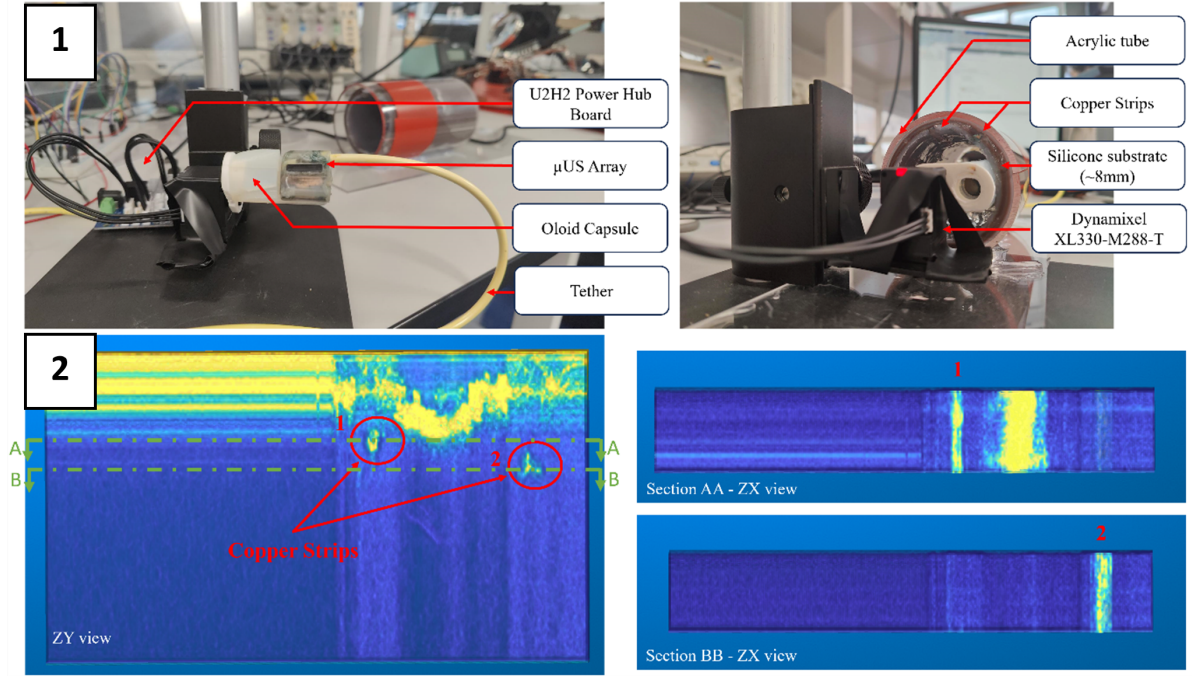 1
U2H2 Power Hub
Board
µUS Array
Oloid Capsule
Tether
Acrylic tube
Copper Strips
Silicone substrate
(~8mm)
Dynamixel
XL330-M288-T
2
1
A
A
2
B
B
Copper Strips
ZY view
1
Section AA - ZX view
2
Section BB - ZX view